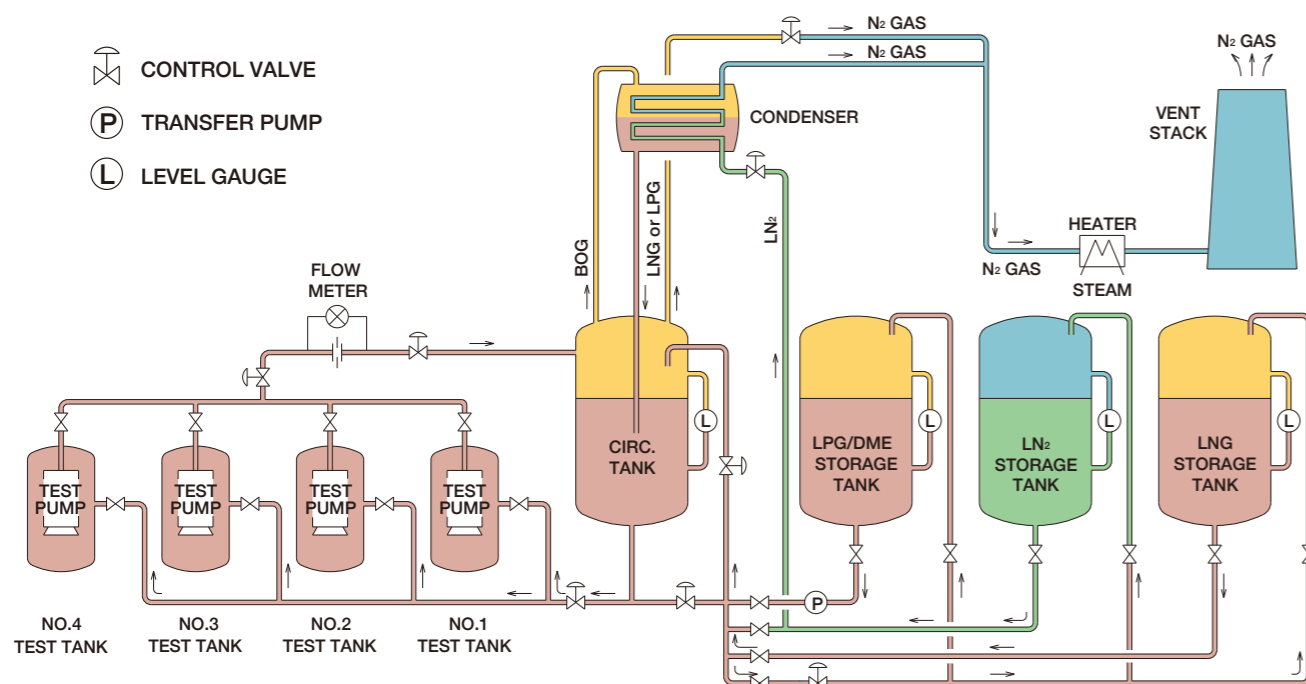 CONTROL VALVE
P TRANSFER PUMP
L LEVEL GAUGE
N₂ GAS
N₂ GAS
CONDENSER
N₂ GAS
VENT
STACK
BOG
LNG or LPG
LN₂
HEATER
N₂ GAS
STEAM
FLOW
METER
L
L
L
L
CIRC.
TANK
LPG/DME
STORAGE
TANK
LN₂
STORAGE
TANK
LNG
STORAGE
TANK
TEST
PUMP
TEST
PUMP
TEST
PUMP
TEST
PUMP
P
NO.4
TEST TANK
NO.3
TEST TANK
NO.2
TEST TANK
NO.1
TEST TANK